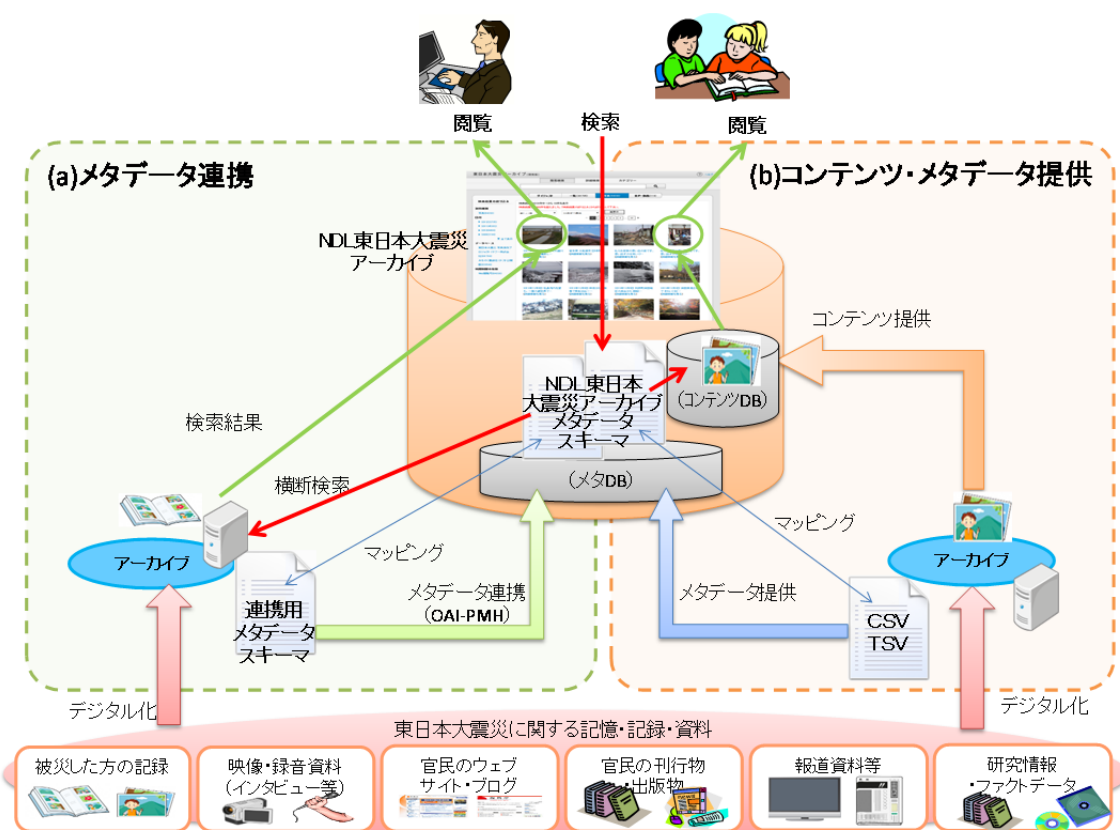 閲覧
検索
閲覧
(a)メタデータ連携
(b)コンテンツ・メタデータ提供
NDL東日本大震災
アーカイブ
コンテンツ提供
NDL東日本
大震災アーカイブ
メタデータ
スキーマ
(コンテンツDB)
(メタDB)
検索結果
横断検索
アーカイブ
マッピング
マッピング
アーカイブ
連携用
メタデータ
スキーマ
メタデータ連携
(OAI-PMH)
メタデータ提供
CSV
TSV
デジタル化
デジタル化
東日本大震災に関する記憶・記録・資料
被災した方の記録
映像・録音資料
(インタビュー等)
官民のウェブ
サイト・ブログ
官民の刊行物
・出版物
報道資料等
研究情報
・ファクトデータ